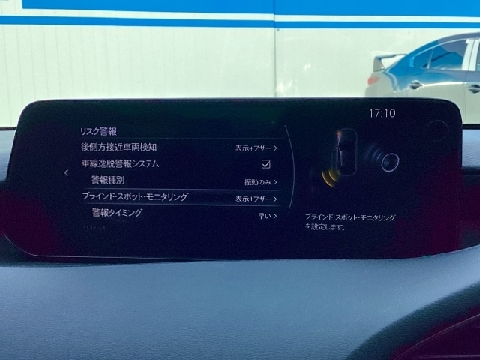 17:10
リスク警報
後側方接近車両検知 表示+ブザー
車線逸脱警報システム
警報種別 振動のみ
ブラインド・スポット・モニタリング 表示+ブザー
警報タイミング 早い
ブラインド・スポット・モニタリング
を設定します。